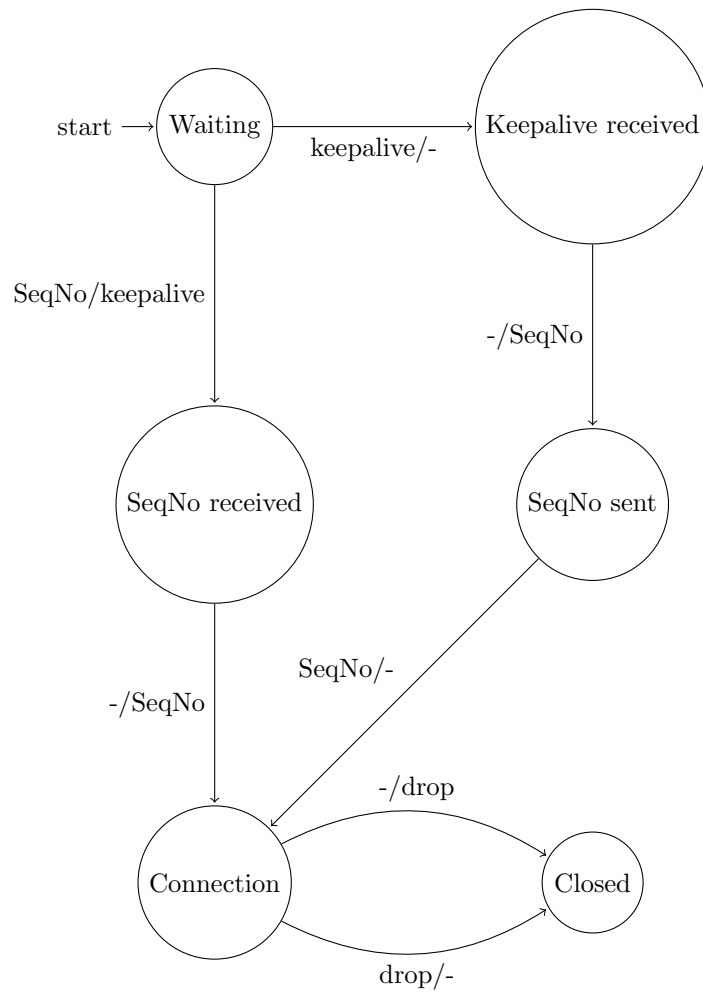 start
Waiting
Keepalive received
keepalive/-
SeqNo/keepalive
-/SeqNo
SeqNo received
SeqNo sent
SeqNo/-
-/SeqNo
-/drop
Connection
Closed
drop/-